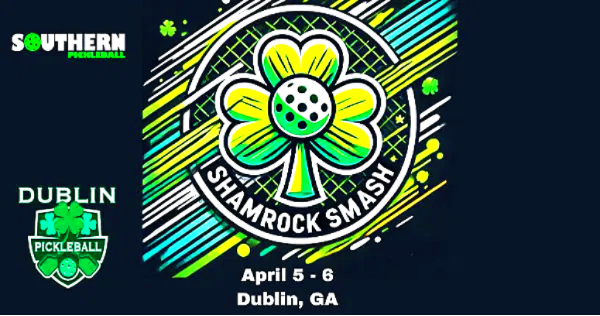 SOUTHERN
PICKLEBALL
SHAMROCK SMASH
DUBLIN
PICKLEBALL
April 5 - 6
Dublin, GA